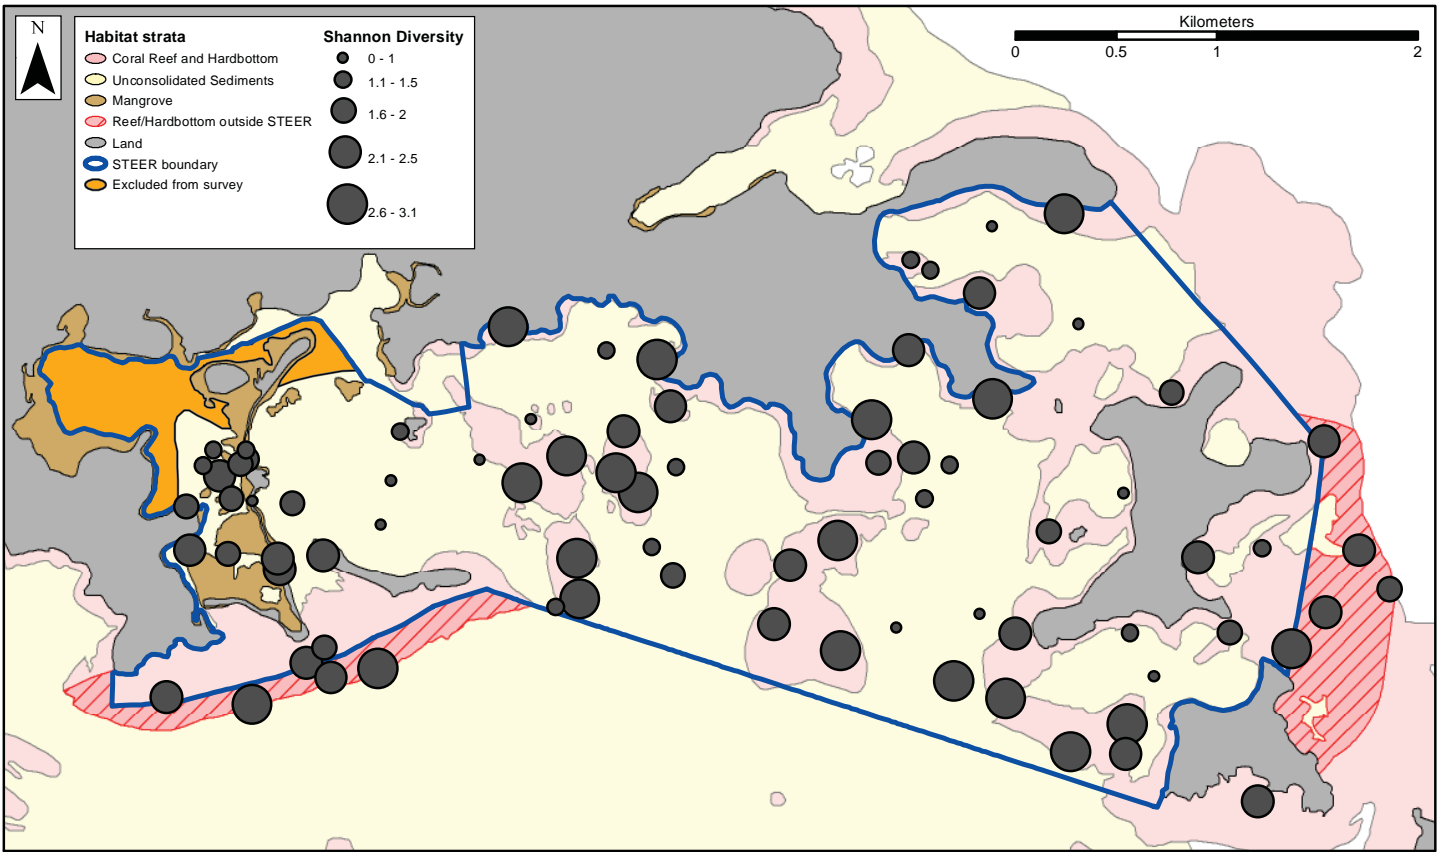 N
Habitat strata
Coral Reef and Hardbottom
Unconsolidated Sediments
Mangrove
Reef/Hardbottom outside STEER
Land
STEER boundary
Excluded from survey
Shannon Diversity
0 - 1
1.1 - 1.5
1.6 - 2
2.1 - 2.5
2.6 - 3.1
Kilometers
0 0.5 1 2